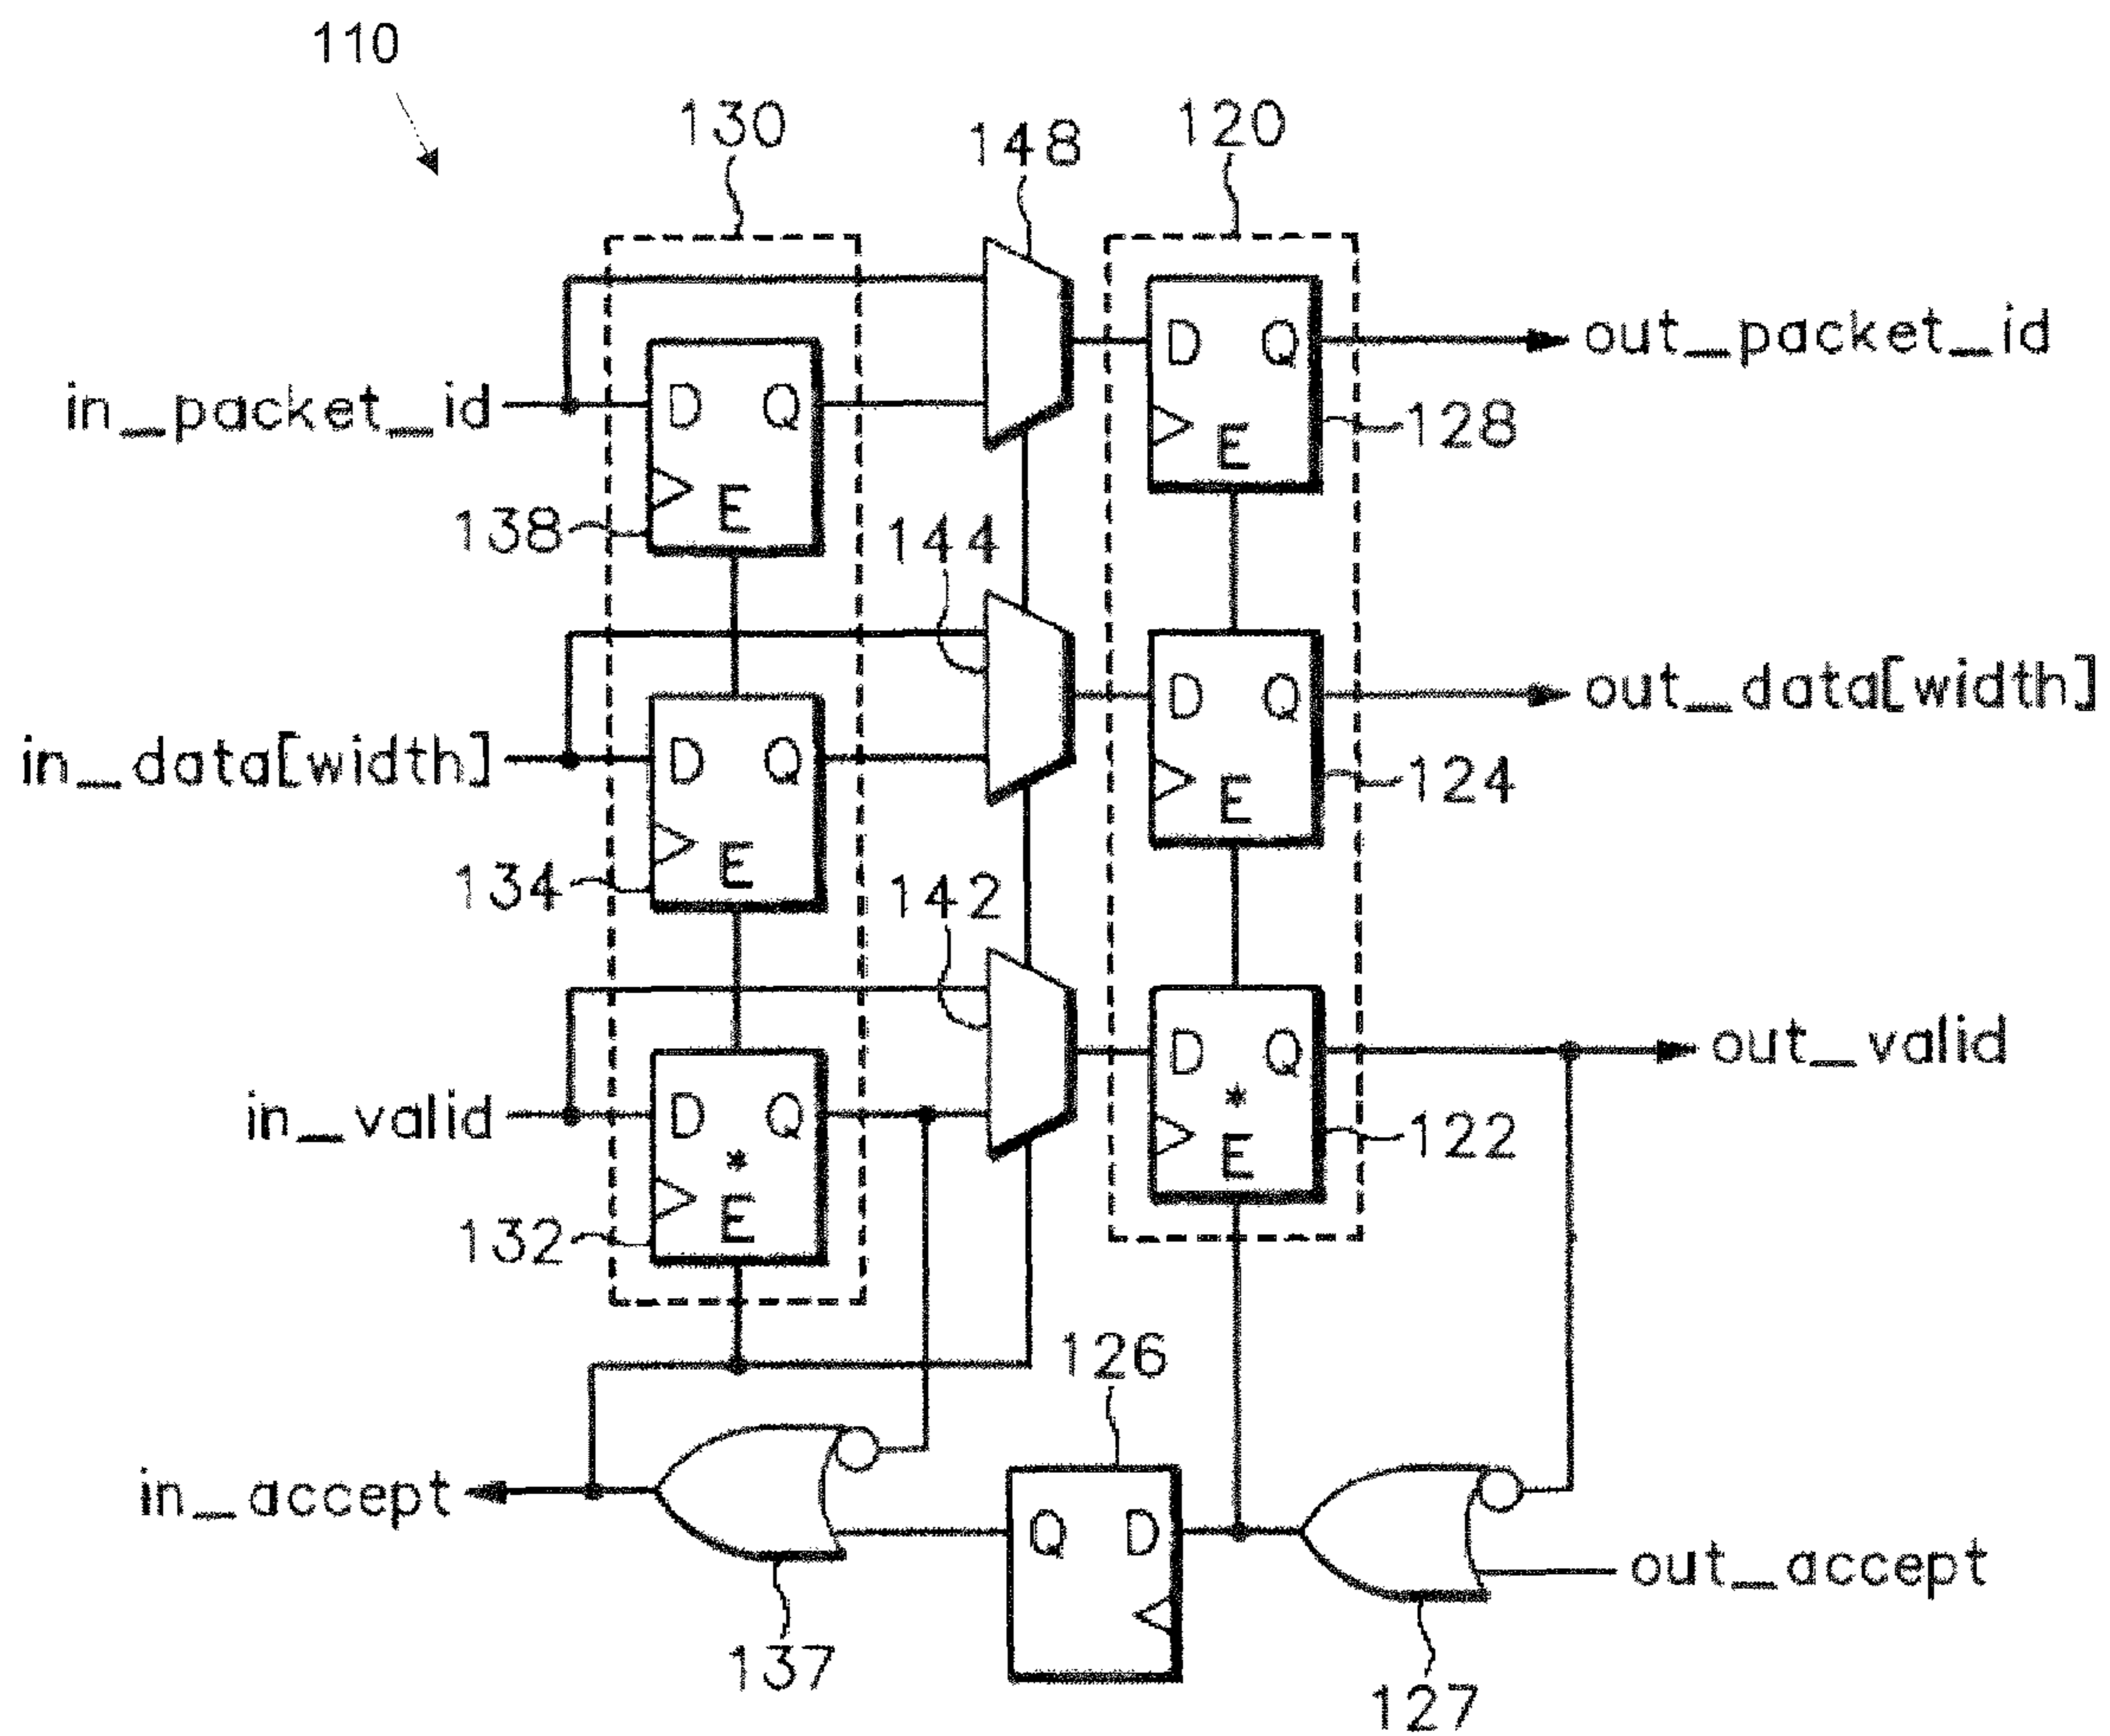 110
130
148
120
D Q
out_packet_id
in_packet_id
D Q
E
128
138
E
144
D Q
out_data[width]
in_data[width]
D Q
E
124
134
E
142
D Q
out_valid
in_valid
D Q
*
E
122
*
132
E
126
in_accept
Q D
out_accept
137
127